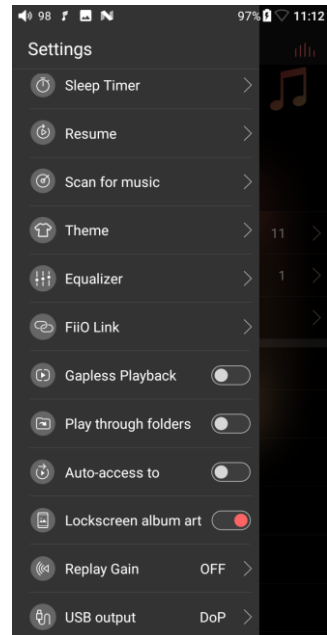 98 97% 11:12
Settings
Sleep Timer
Resume
Scan for music
Theme 11
Equalizer 1
FiiO Link
Gapless Playback
Play through folders
Auto-access to
Lockscreen album art
Replay Gain OFF
USB output DoP